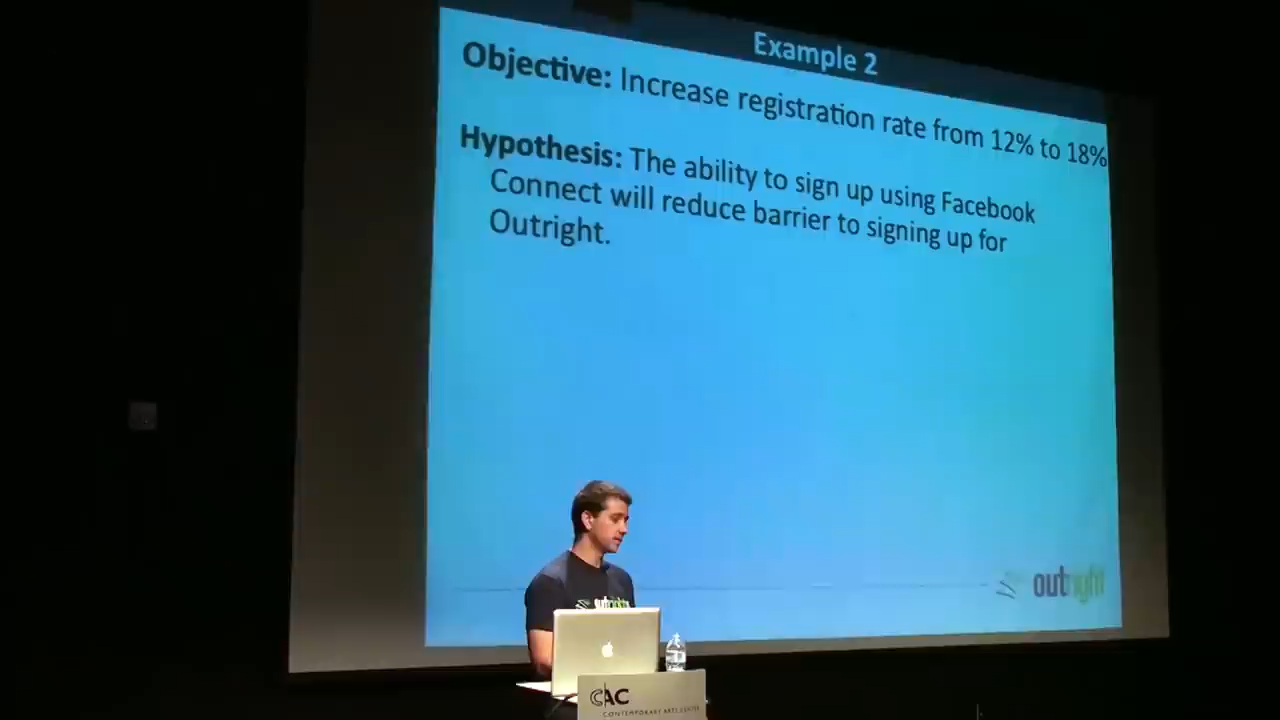 Example 2
Objective: Increase registration rate from 12% to 18%
Hypothesis: The ability to sign up using Facebook
Connect will reduce barrier to signing up for
Outright.
outright
outright
CAC
CONTEMPORARY ARTS CENTER